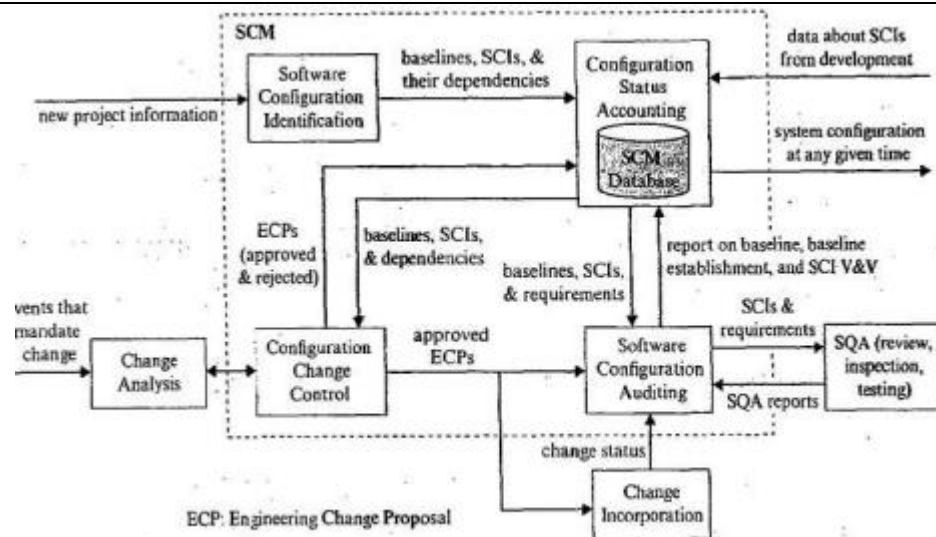 SCM
data about SCIs
from development
Software
Configuration
Identification
baselines, SCIs, &
their dependencies
Configuration
Status
Accounting
new project information
SCM
Database
system configuration
at any given time
ECPs
(approved
& rejected)
baselines, SCIs,
& dependencies
baselines, SCIs,
& requirements
report on baseline, baseline
establishment, and SCI V&V
vents that
mandate
change
Change
Analysis
Configuration
Change
Control
approved
ECPs
Software
Configuration
Auditing
SCIs &
requirements
SQA reports
SQA (review,
inspection,
testing)
change status
Change
Incorporation
ECP: Engineering Change Proposal